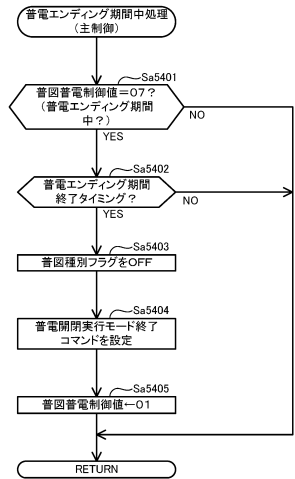 普電エンディング期間中処理
（主制御）
Sa5401
普図普電制御値＝０７？
（普電エンディング期間
中？）
NO
YES
Sa5402
普電エンディング期間
終了タイミング？
NO
YES
Sa5403
普図種別フラグをOFF
Sa5404
普電開閉実行モード終了
コマンドを設定
Sa5405
普図普電制御値←０１
RETURN